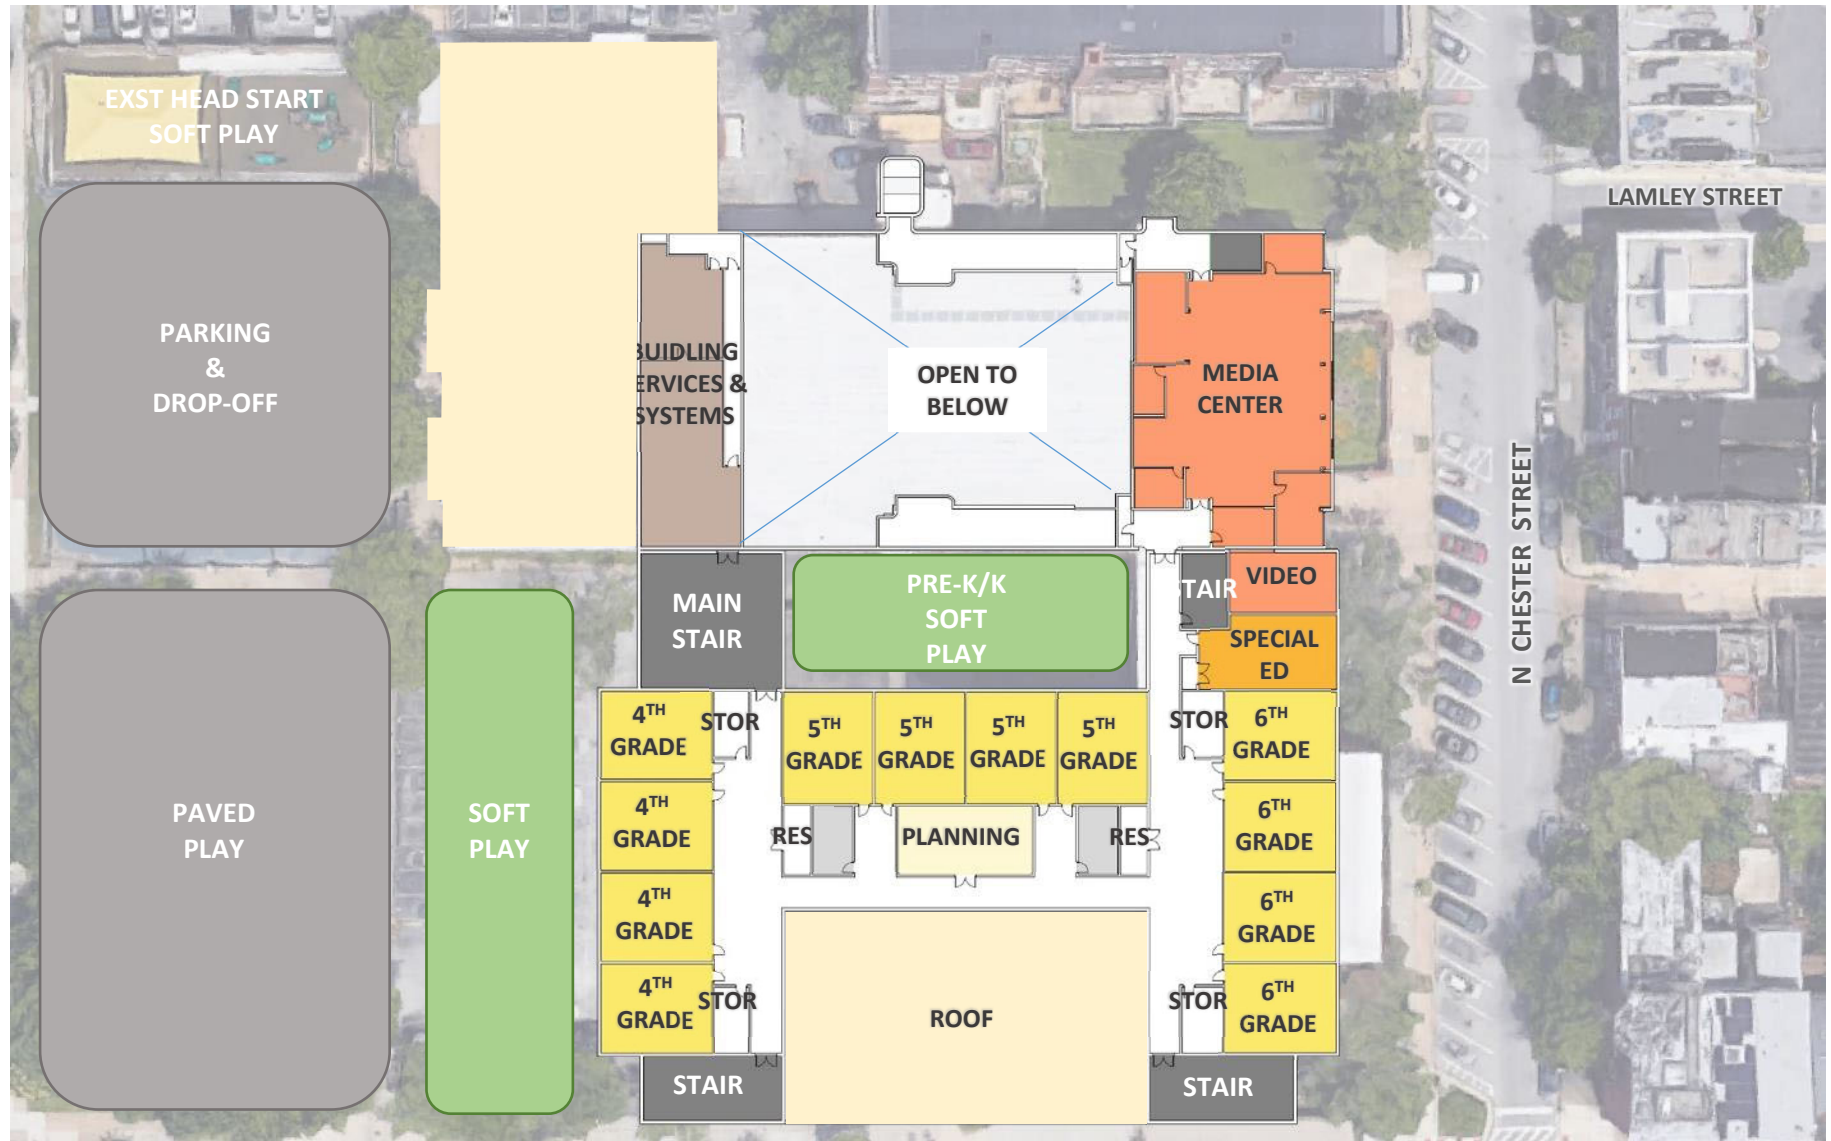 EXST HEAD START
SOFT PLAY
LAMLEY STREET
PARKING
&
DROP-OFF
BUIDLING
SERVICES &
SYSTEMS
OPEN TO
BELOW
MEDIA
CENTER
N CHESTER STREET
MAIN
STAIR
PRE-K/K
SOFT
PLAY
STAIR
VIDEO
SPECIAL
ED
4TH
GRADE
STOR
5TH
GRADE
5TH
GRADE
5TH
GRADE
5TH
GRADE
STOR
6TH
GRADE
PAVED
PLAY
SOFT
PLAY
4TH
GRADE
RES
PLANNING
RES
6TH
GRADE
4TH
GRADE
6TH
GRADE
4TH
GRADE
STOR
ROOF
STOR
6TH
GRADE
STAIR
STAIR